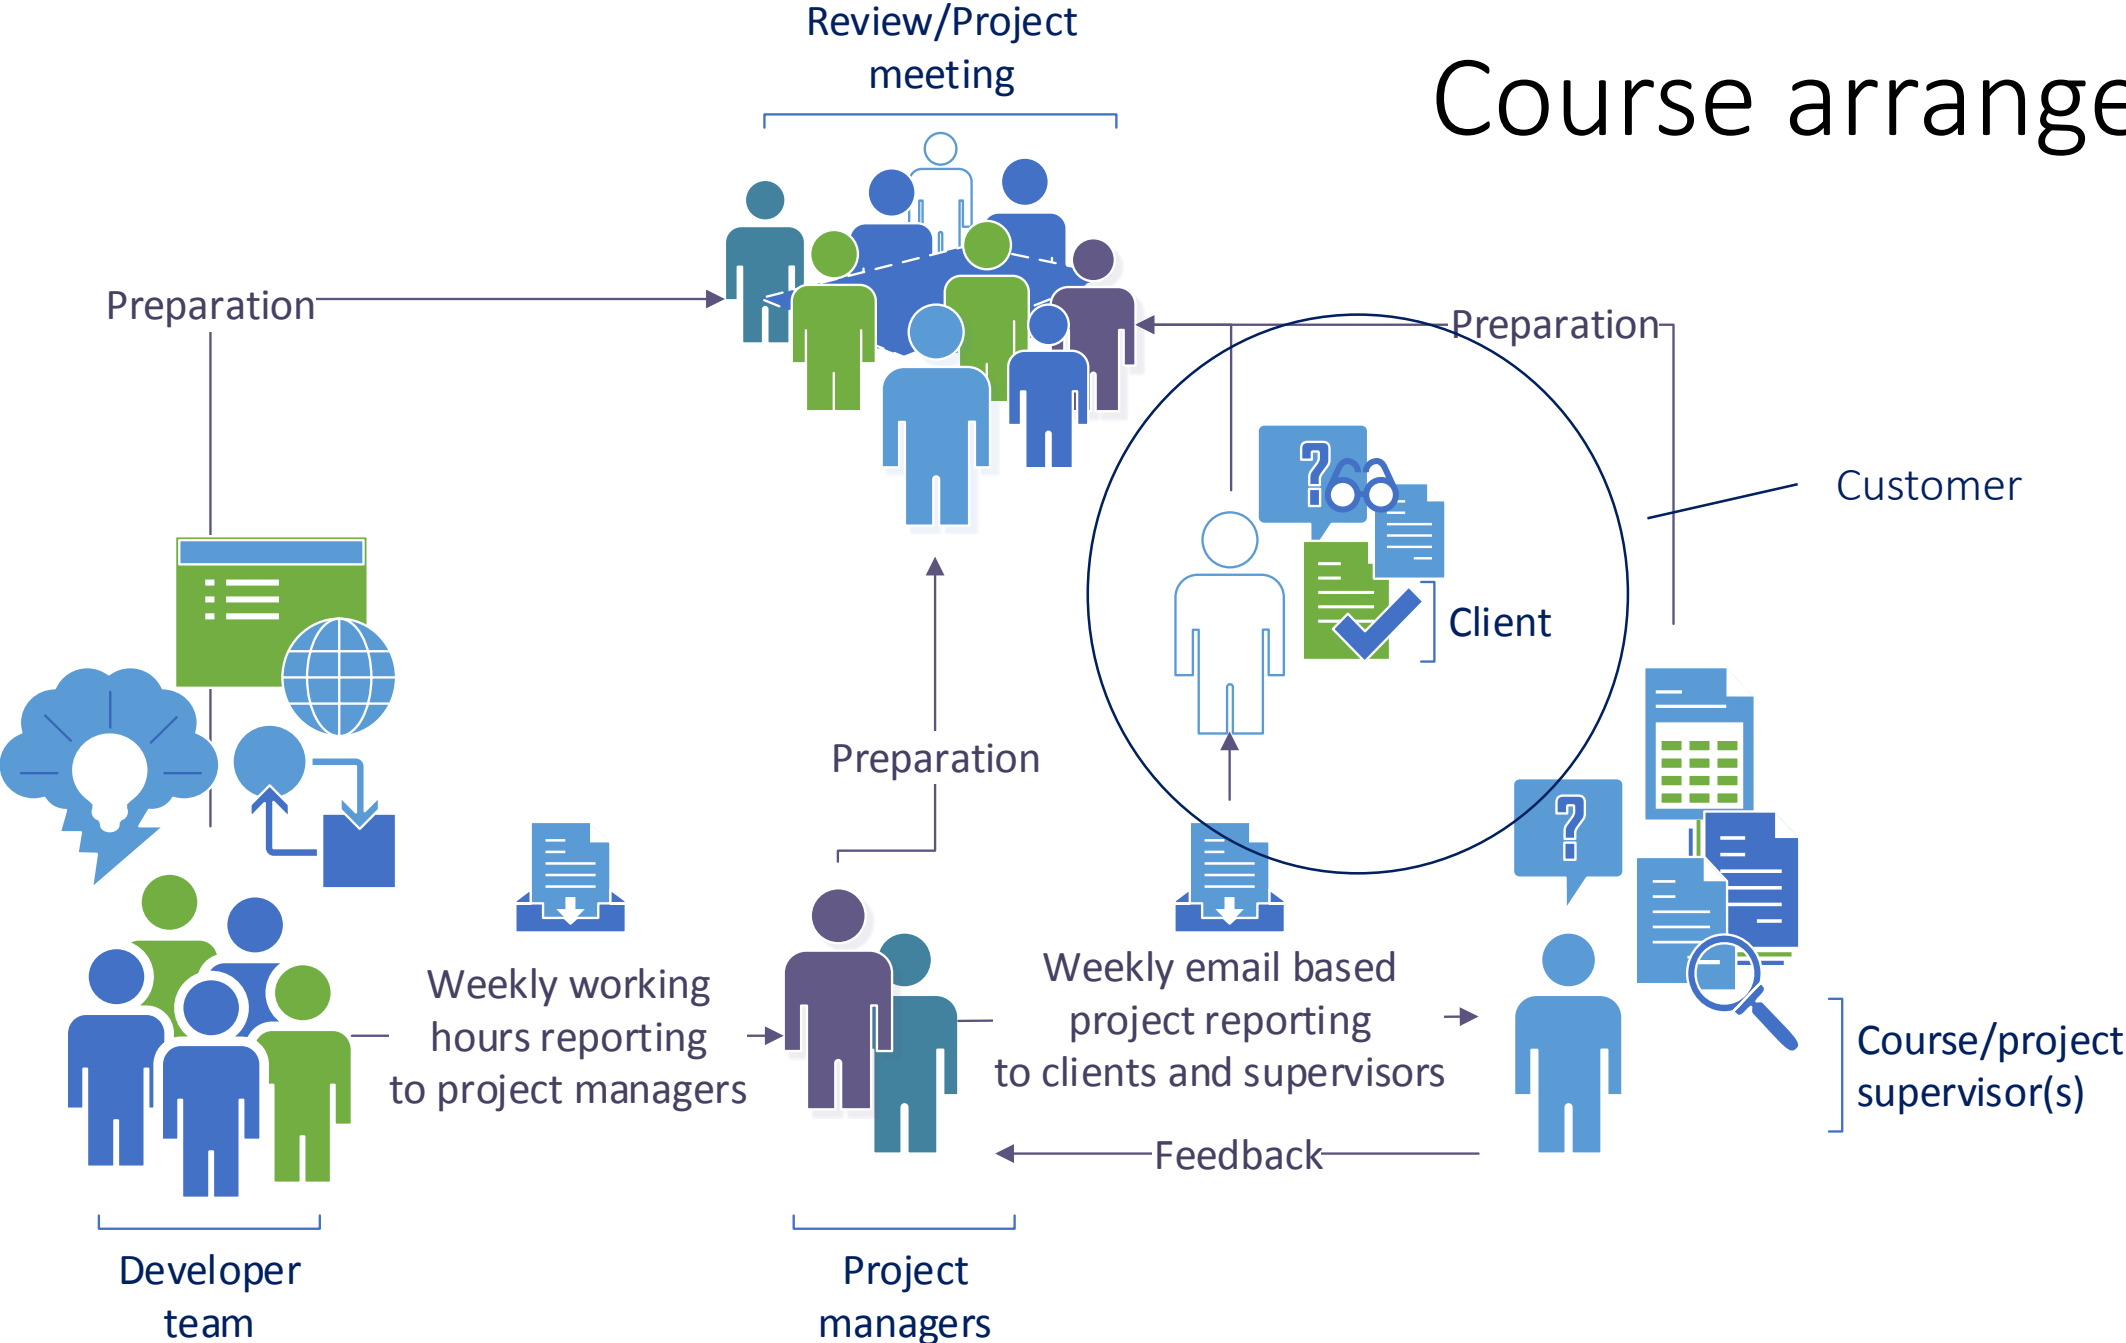 Review/Project
meeting
Course arrange
Preparation
Preparation
Customer
Client
Preparation
Weekly working
hours reporting
to project managers
Weekly email based
project reporting
to clients and supervisors
Course/project
supervisor(s)
Feedback
Developer
team
Project
managers